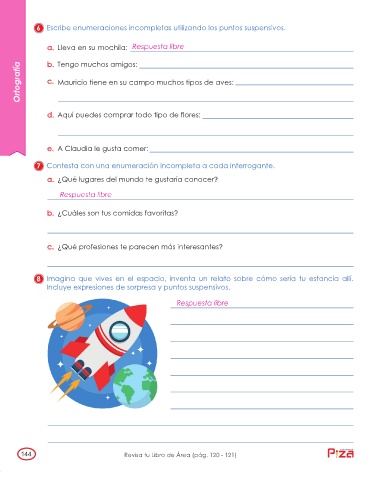 6 Escribe enumeraciones incompletas utilizando los puntos suspensivos.
a. Lleva en su mochila: Respuesta libre
b. Tengo muchos amigos:
c. Mauricio tiene en su campo muchos tipos de aves:
d. Aquí puedes comprar todo tipo de flores:
e. A Claudia le gusta comer:
Ortografía
7 Contesta con una enumeración incompleta a cada interrogante.
a. ¿Qué lugares del mundo te gustaría conocer?
Respuesta libre
b. ¿Cuáles son tus comidas favoritas?
c. ¿Qué profesiones te parecen más interesantes?
8 Imagina que vives en el espacio, inventa un relato sobre cómo sería tu estancia allí.
Incluye expresiones de sorpresa y puntos suspensivos.
Respuesta libre
144
Revisa tu Libro de Área (pág. 120 - 121)
Piza